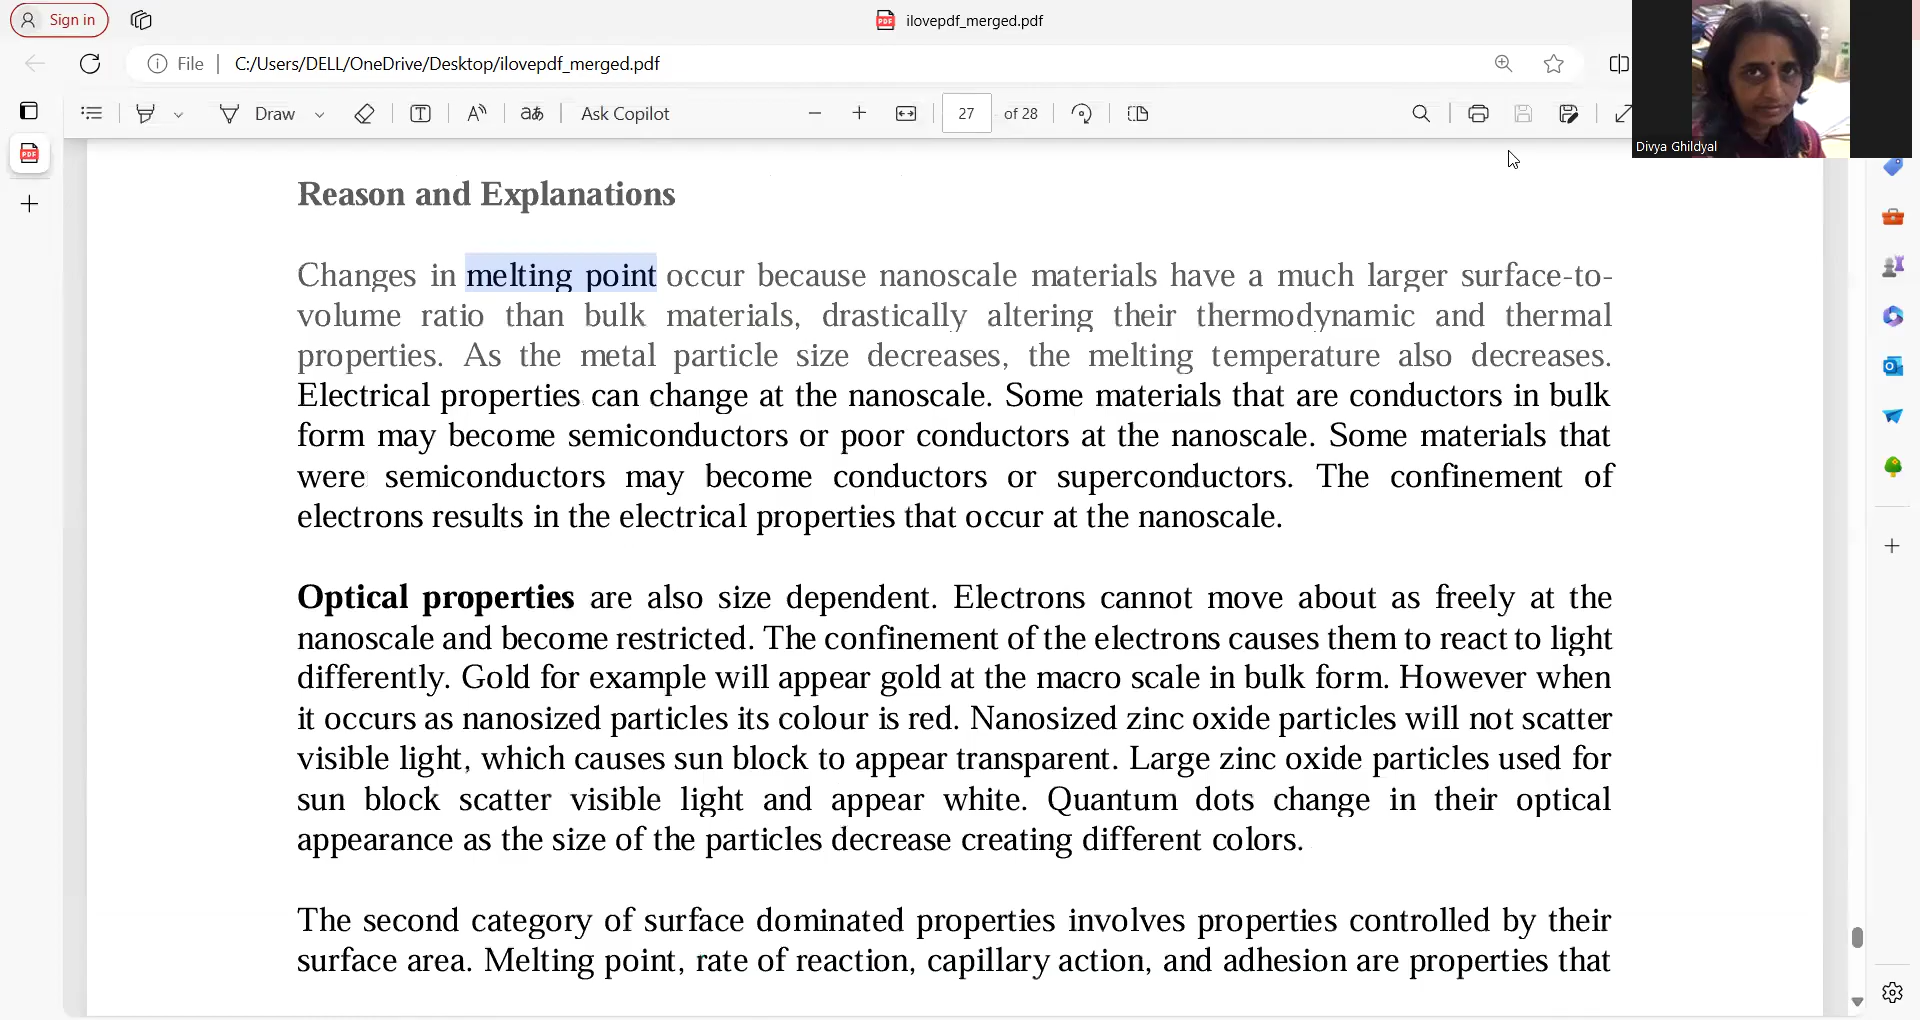 Sign in
ilovepdf_merged.pdf
File
C:/Users/DELL/OneDrive/Desktop/ilovepdf_merged.pdf
Draw
Ask Copilot
27 of 28
Divya Ghildyal
Reason and Explanations
Changes in melting point occur because nanoscale materials have a much larger surface-to-
volume ratio than bulk materials, drastically altering their thermodynamic and thermal
properties. As the metal particle size decreases, the melting temperature also decreases.
Electrical properties can change at the nanoscale. Some materials that are conductors in bulk
form may become semiconductors or poor conductors at the nanoscale. Some materials that
were semiconductors may become conductors or superconductors. The confinement of
electrons results in the electrical properties that occur at the nanoscale.
Optical properties are also size dependent. Electrons cannot move about as freely at the
nanoscale and become restricted. The confinement of the electrons causes them to react to light
differently. Gold for example will appear gold at the macro scale in bulk form. However when
it occurs as nanosized particles its colour is red. Nanosized zinc oxide particles will not scatter
visible light, which causes sun block to appear transparent. Large zinc oxide particles used for
sun block scatter visible light and appear white. Quantum dots change in their optical
appearance as the size of the particles decrease creating different colors.
The second category of surface dominated properties involves properties controlled by their
surface area. Melting point, rate of reaction, capillary action, and adhesion are properties that